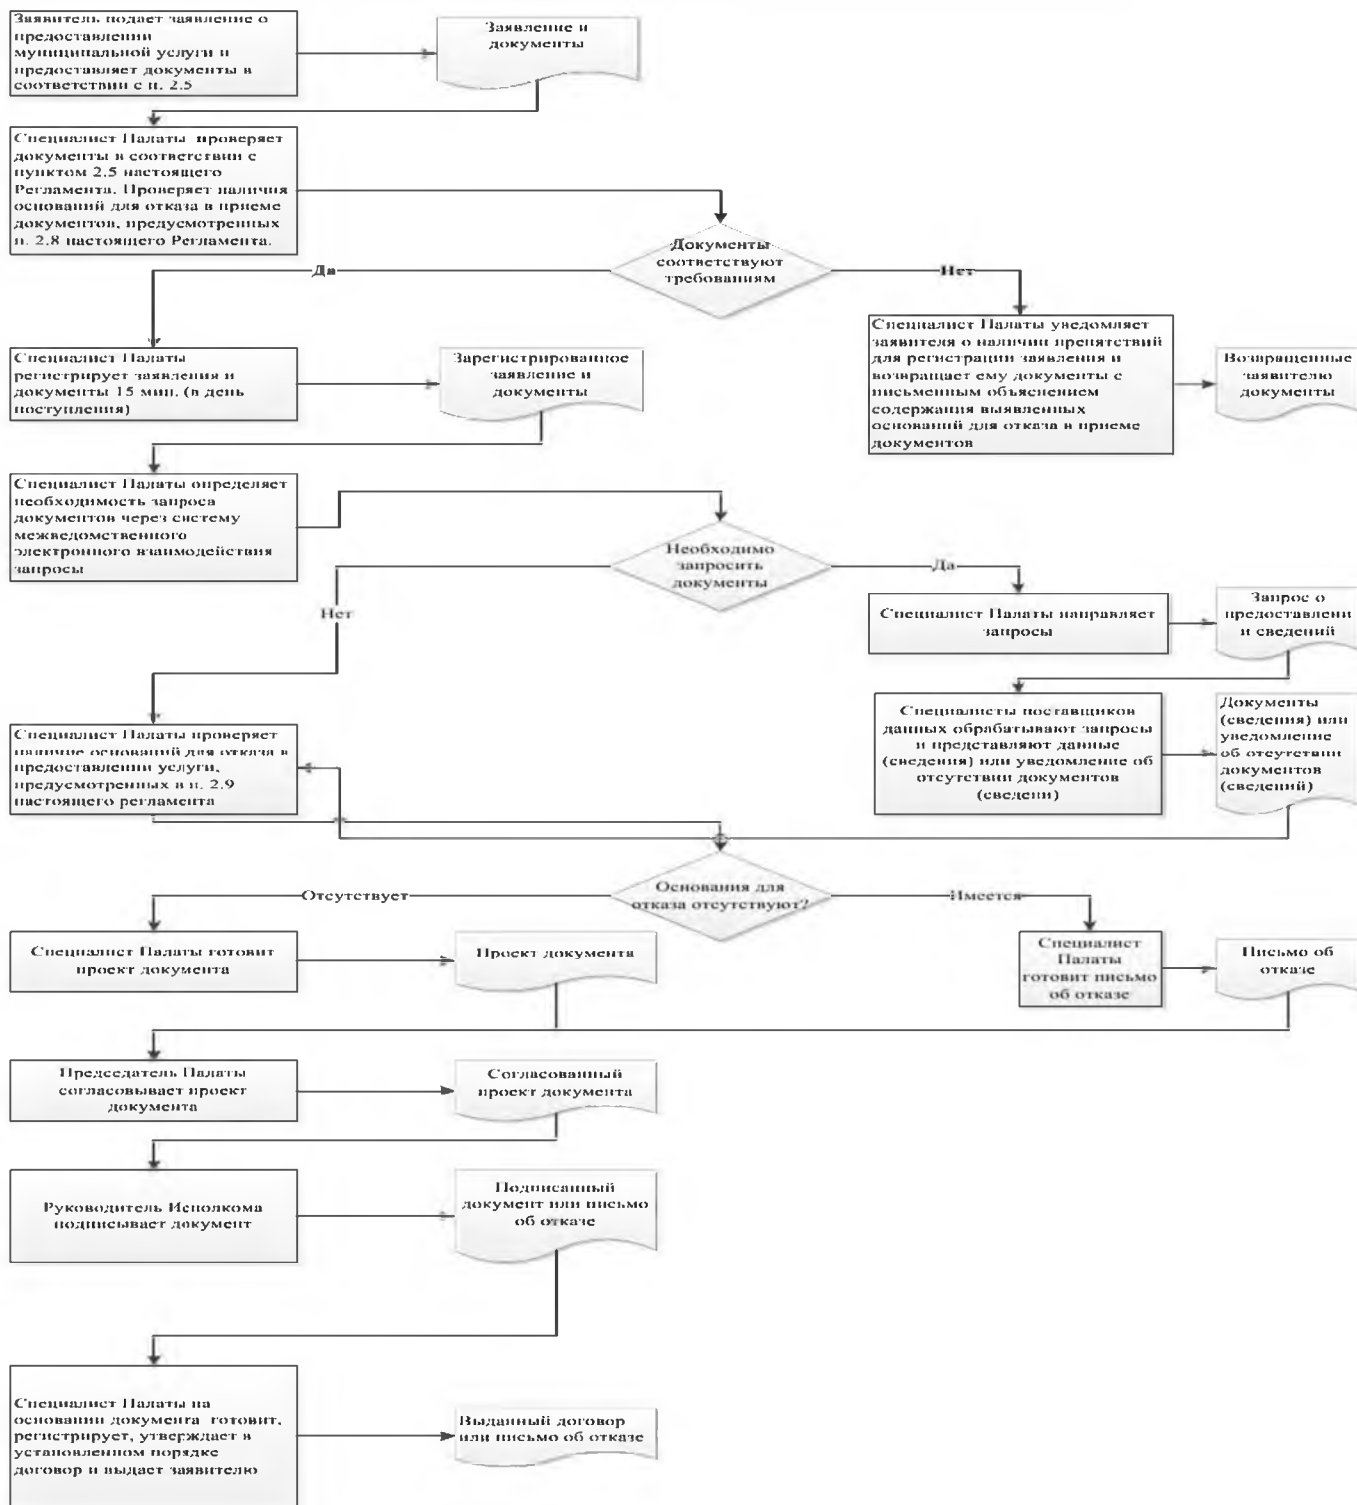 Заявитель подает заявление о
предоставлении
муниципальной услуги и
предоставляет документы в
соответствии с п. 2.5
Заявление и
документы
Специалист Палаты проверяет
документы в соответствии с
пунктом 2.5 настоящего
Регламента. Проверяет наличия
оснований для отказа в приеме
документов, предусмотренных
п. 2.8 настоящего Регламента.
Документы
соответствуют
требованиям
Да
Нет
Специалист Палаты
регистрирует заявления и
документы 15 мин. (в день
поступления)
Зарегистрированное
заявление и
документы
Специалист Палаты уведомляет
заявителя о наличии препятствий
для регистрации заявления и
возвращает ему документы с
письменным объяснением
содержания выявленных
оснований для отказа в приеме
документов
Возвращенные
заявителю
документы
Специалист Палаты определяет
необходимость запроса
документов через систему
межведомственного
электронного взаимодействия
запросы
Необходимо
запросить
документы
Да
Нет
Специалист Палаты направляет
запросы
Запрос о
предоставлени
и сведений
Специалисты поставщиков
данных обрабатывают запросы
и представляют данные
(сведения) или уведомление об
отсутствии документов
(сведени)
Документы
(сведения) или
уведомление
об отсутствии
документов
(сведений)
Специалист Палаты проверяет
наличие оснований для отказа в
предоставлении услуги,
предусмотренных в п. 2.9
настоящего регламента
Основания для
отказа отсутствуют?
Отсутствует
Имеется
Специалист Палаты готовит
проект документа
Проект документа
Специалист
Палаты
готовит письмо
об отказе
Письмо об
отказе
Председатель Палаты
согласовывает проект
документа
Согласованный
проект документа
Руководитель Исполкома
подписывает документ
Подписанный
документ или письмо
об отказе
Специалист Палаты на
основании документа готовит,
регистрирует, утверждает в
установленном порядке
договор и выдает заявителю
Выданный договор
или письмо об отказе